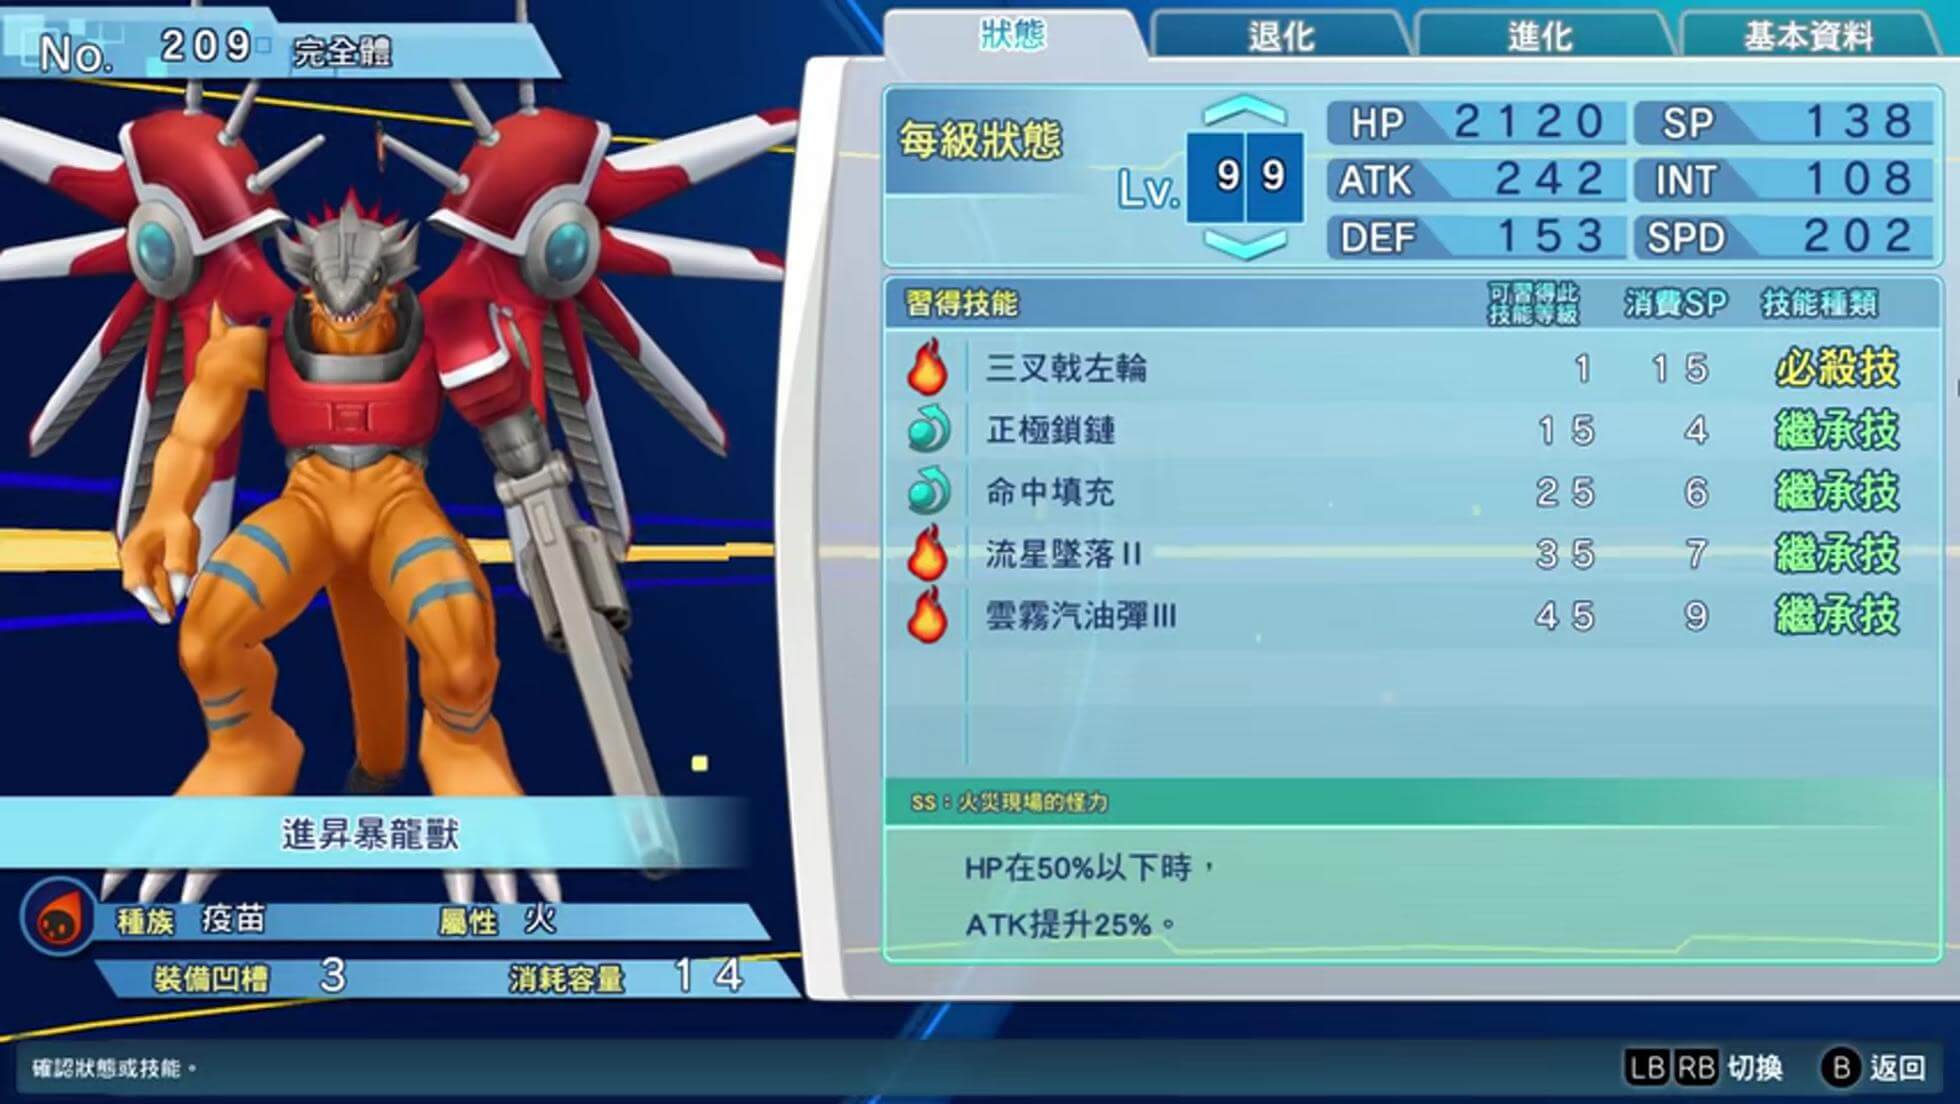 No. 209 完全體
狀態 退化 進化 基本資料
每級狀態
Lv. 99
HP 2120 SP 138
ATK 242 INT 108
DEF 153 SPD 202
習得技能 可習得此技能等級 消費SP 技能種類
三叉戟左輪 1 15 必殺技
正極鎖鏈 15 4 繼承技
命中填充 25 6 繼承技
流星墜落II 35 7 繼承技
雲霧汽油彈III 45 9 繼承技
SS：火災現場的怪力
HP在50%以下時，
ATK提升25%。
進昇暴龍獸
種族 疫苗 屬性 火
裝備凹槽 3 消耗容量 14
確認狀態或技能。
LB RB 切換 B 返回